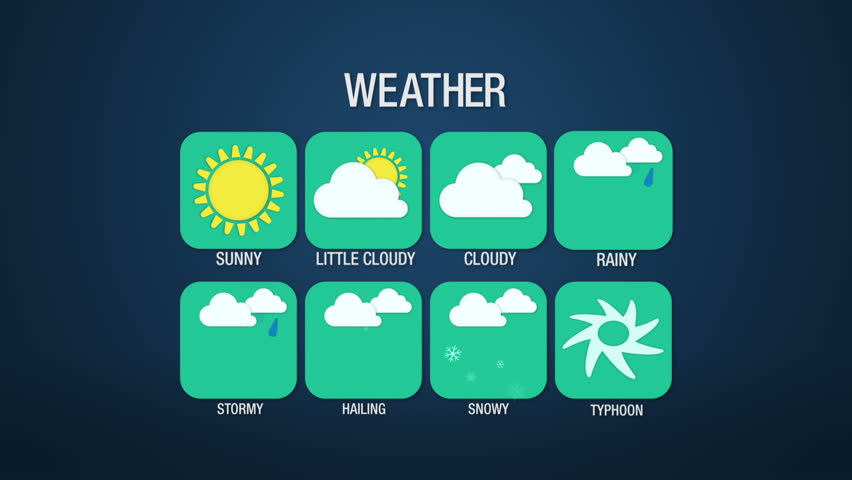 WEATHER
SUNNY
LITTLE CLOUDY
CLOUDY
RAINY
STORMY
HAILING
SNOWY
TYPHOON